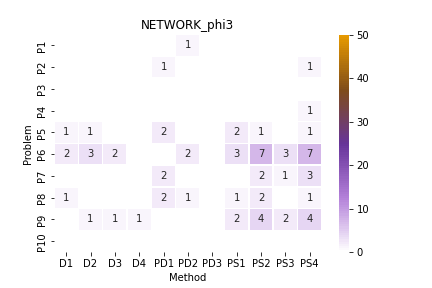 NETWORK_phi3
P1 1
P2 1 1
P3
P4 1
P5 1 1 2 2 1 1
P6 2 3 2 2 3 7 3 7
P7 2 2 1 3
P8 1 2 1 1 2 1
P9 1 1 1 2 4 2 4
P10
Problem
D1 D2 D3 D4 PD1 PD2 PD3 PS1 PS2 PS3 PS4
Method
50
40
30
20
10
0